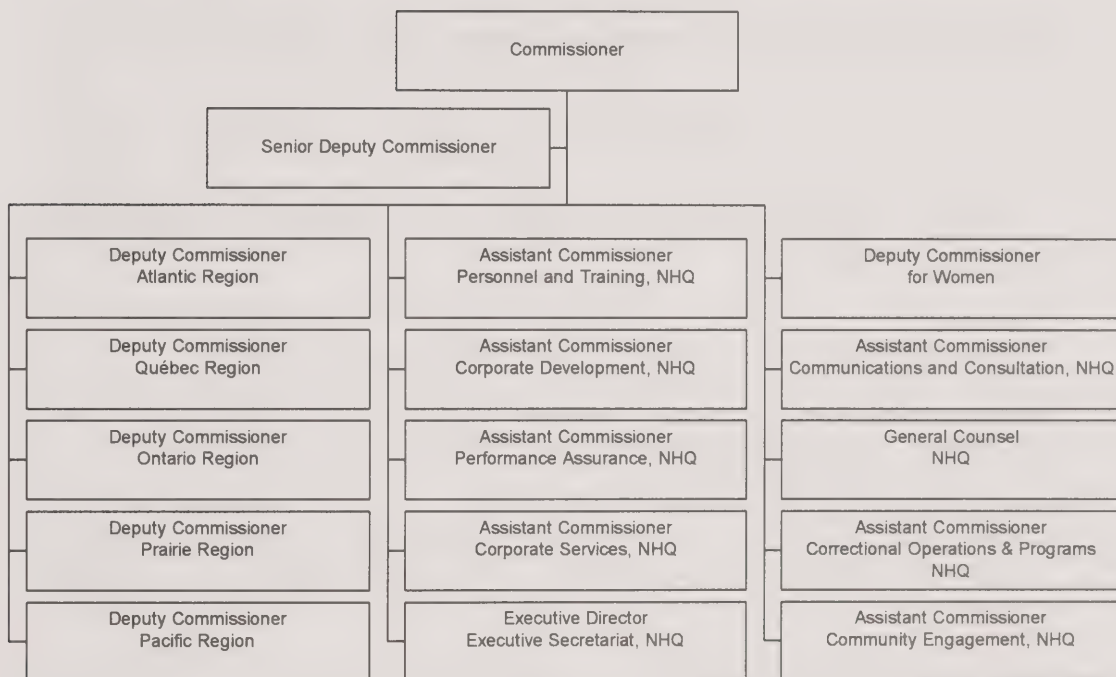 Commissioner
Senior Deputy Commissioner
Deputy Commissioner
Atlantic Region
Deputy Commissioner
Québec Region
Deputy Commissioner
Ontario Region
Deputy Commissioner
Prairie Region
Deputy Commissioner
Pacific Region
Assistant Commissioner
Personnel and Training, NHQ
Assistant Commissioner
Corporate Development, NHQ
Assistant Commissioner
Performance Assurance, NHQ
Assistant Commissioner
Corporate Services, NHQ
Executive Director
Executive Secretariat, NHQ
Deputy Commissioner
for Women
Assistant Commissioner
Communications and Consultation, NHQ
General Counsel
NHQ
Assistant Commissioner
Correctional Operations & Programs
NHQ
Assistant Commissioner
Community Engagement, NHQ